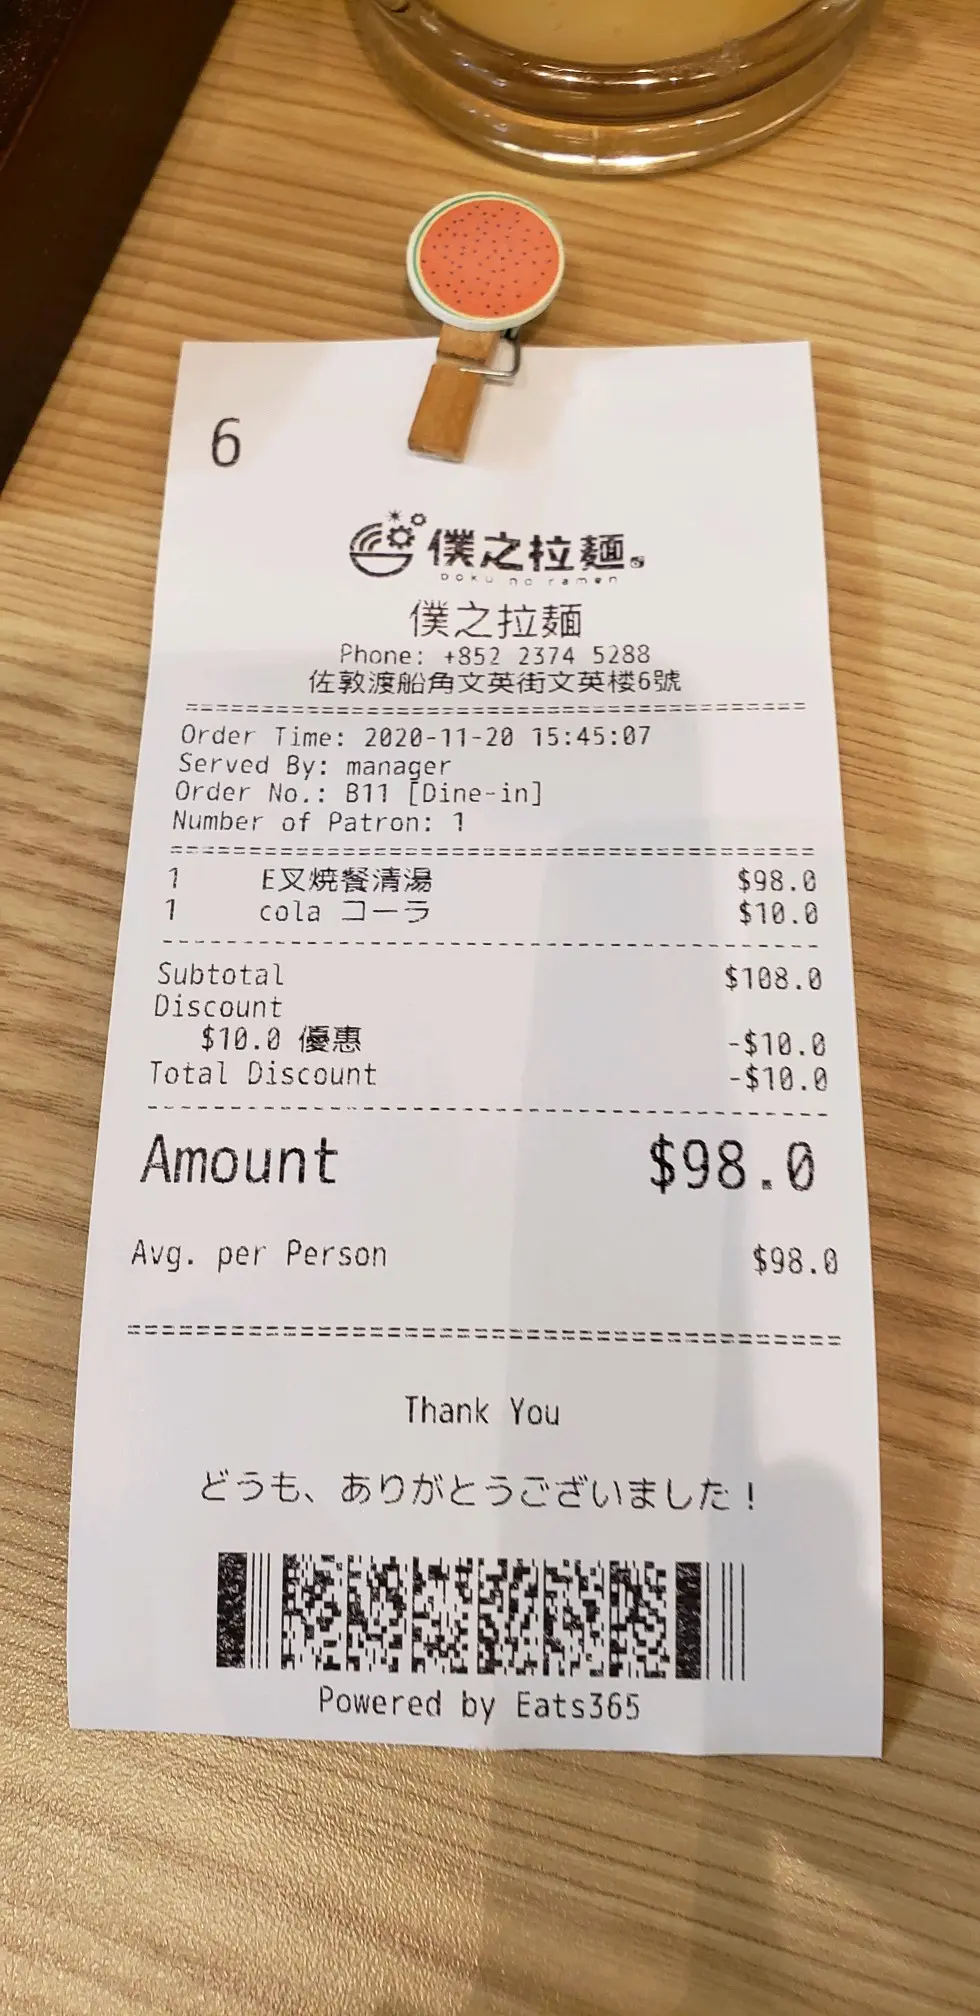 6
僕之拉麵
boku no ramen
僕之拉麵
Phone: +852 2374 5288
佐敦渡船角文英街文英楼6號
Order Time: 2020-11-20 15:45:07
Served By: manager
Order No.: B11 [Dine-in]
Number of Patron: 1
1 E叉焼餐清湯 $98.0
1 cola コーラ $10.0
Subtotal $108.0
Discount
$10.0 優惠 -$10.0
Total Discount -$10.0
Amount $98.0
Avg. per Person $98.0
Thank You
どうも、ありがとうございました！
Powered by Eats365